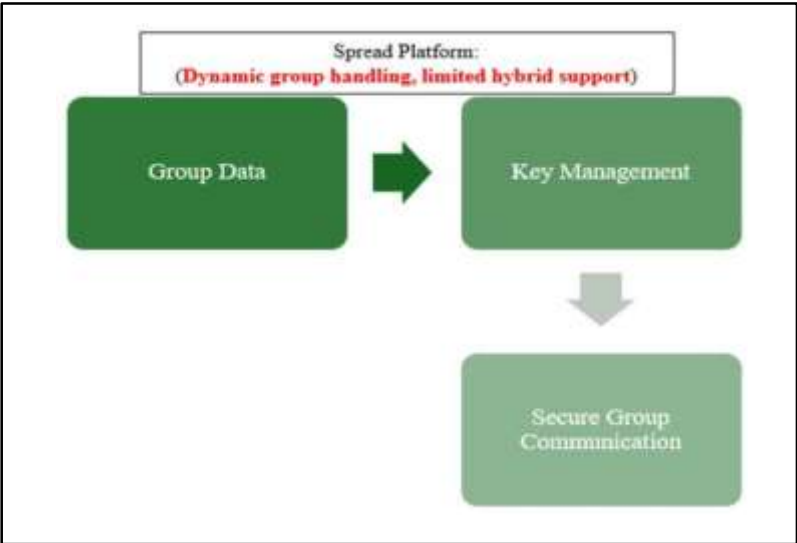 Spread Platform:
(Dynamic group handling, limited hybrid support)
Group Data
Key Management
Secure Group
Communication